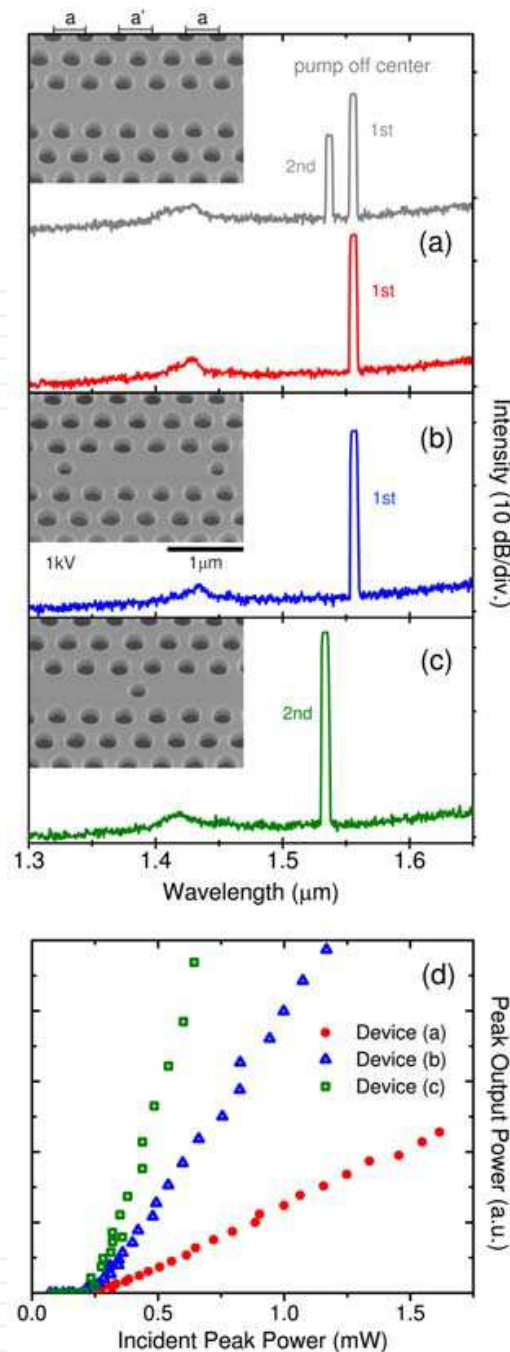 a a' a
pump off center
2nd
1st
(a)
1st
(b)
1st
1kV
1μm
(c)
2nd
Intensity (10 dB/div.)
1.3 1.4 1.5 1.6
Wavelength (μm)
(d)
Device (a)
Device (b)
Device (c)
Peak Output Power (a.u.)
0.0 0.5 1.0 1.5
Incident Peak Power (mW)